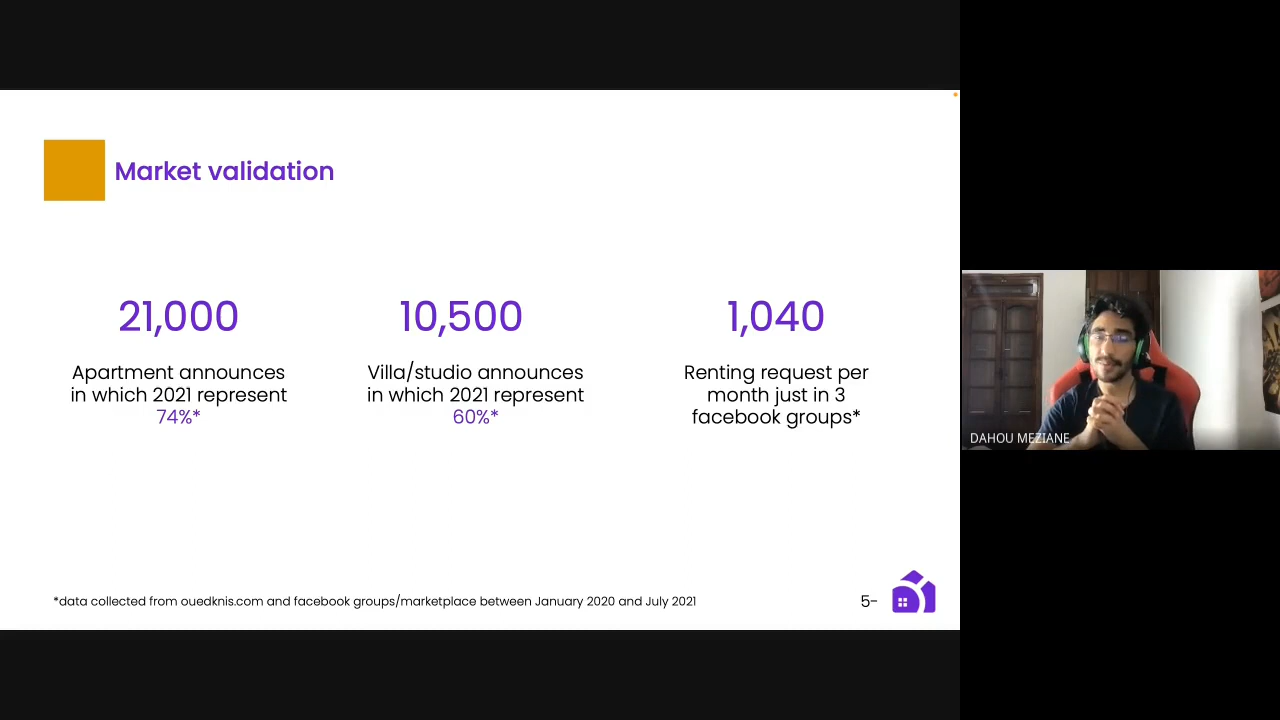 Market validation
21,000
Apartment announces
in which 2021 represent
74%*
10,500
Villa/studio announces
in which 2021 represent
60%*
1,040
Renting request per
month just in 3
facebook groups*
*data collected from ouedknis.com and facebook groups/marketplace between January 2020 and July 2021
5-
DAHOU MEZIANE